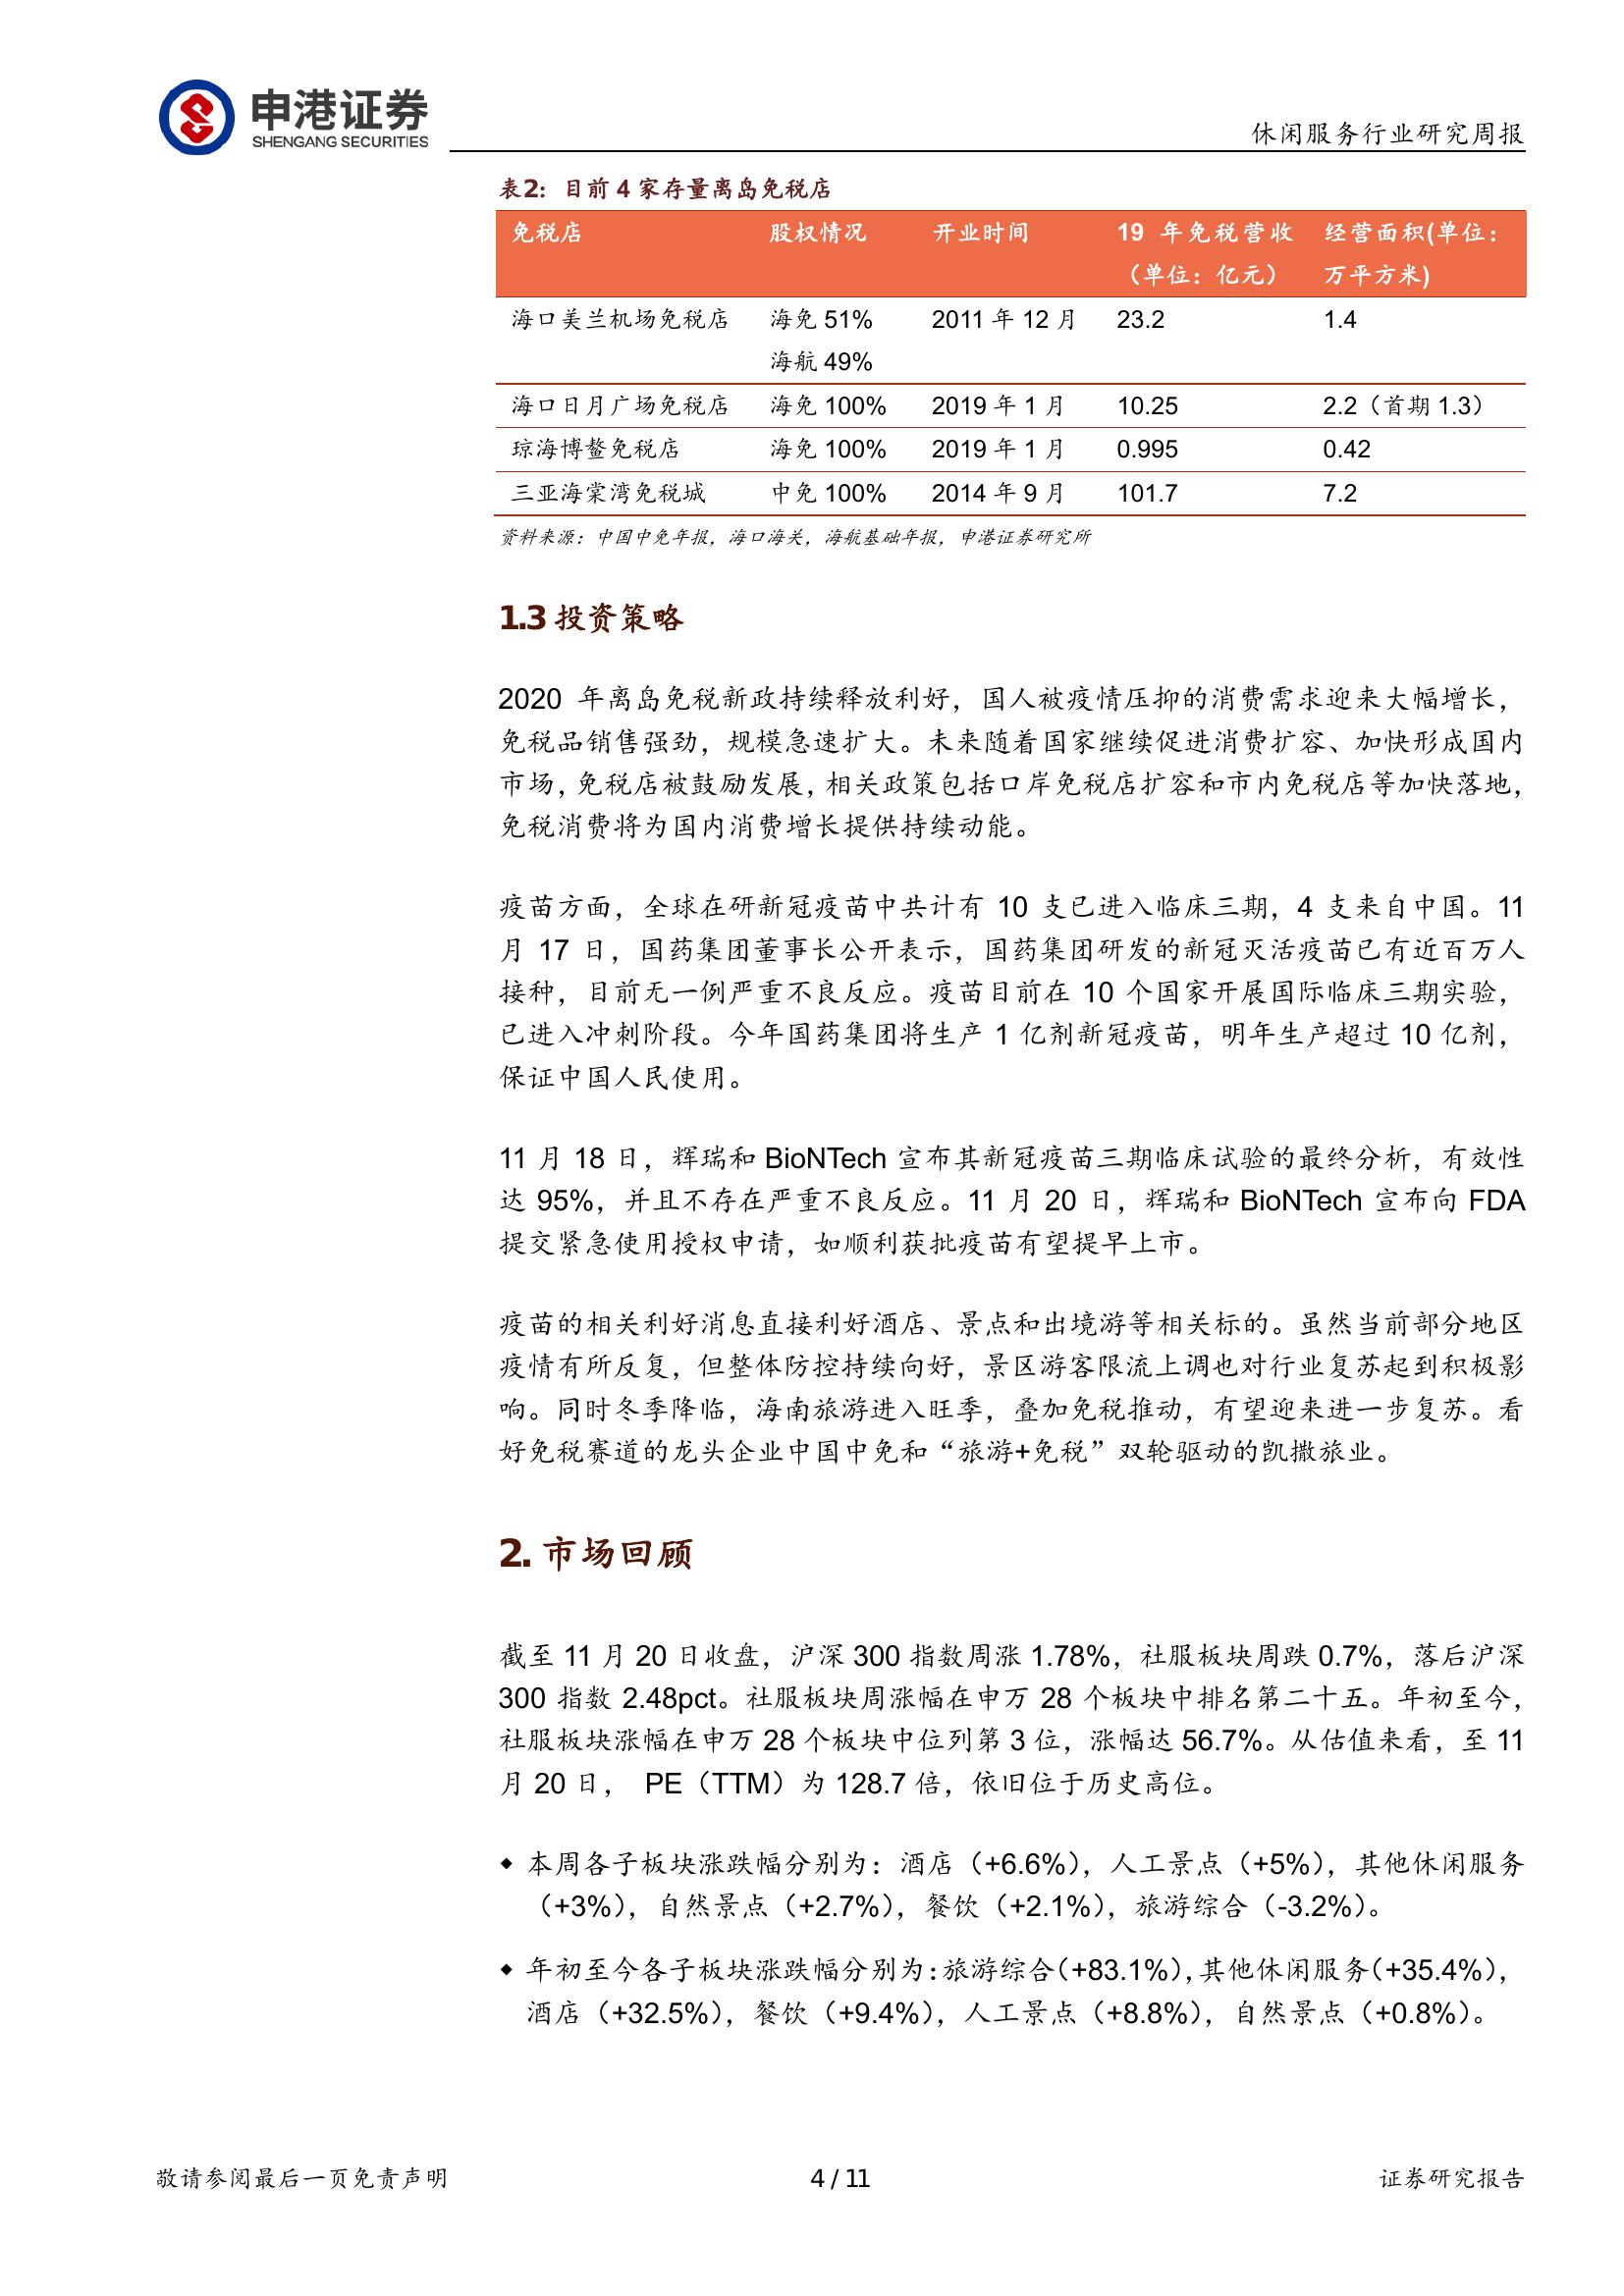 申港证券
SHENGANG SECURITIES
休闲服务行业研究周报
表2：目前 4 家存量离岛免税店
免税店 股权情况 开业时间 19 年免税营收（单位：亿元） 经营面积(单位：万平方米)
海口美兰机场免税店 海免 51% 2011 年 12 月 23.2 1.4
海航 49%
海口日月广场免税店 海免 100% 2019 年 1 月 10.25 2.2（首期 1.3）
琼海博鳌免税店 海免 100% 2019 年 1 月 0.995 0.42
三亚海棠湾免税城 中免 100% 2014 年 9 月 101.7 7.2
资料来源：中国中免年报，海口海关，海航基础年报，申港证券研究所
1.3 投资策略
2020 年离岛免税新政持续释放利好，国人被疫情压抑的消费需求迎来大幅增长，
免税品销售强劲，规模急速扩大。未来随着国家继续促进消费扩容、加快形成国内
市场，免税店被鼓励发展，相关政策包括口岸免税店扩容和市内免税店等加快落地，
免税消费将为国内消费增长提供持续动能。
疫苗方面，全球在研新冠疫苗中共计有 10 支已进入临床三期，4 支来自中国。11
月 17 日，国药集团董事长公开表示，国药集团研发的新冠灭活疫苗已有近百万人
接种，目前无一例严重不良反应。疫苗目前在 10 个国家开展国际临床三期实验，
已进入冲刺阶段。今年国药集团将生产 1 亿剂新冠疫苗，明年生产超过 10 亿剂，
保证中国人民使用。
11 月 18 日，辉瑞和 BioNTech 宣布其新冠疫苗三期临床试验的最终分析，有效性
达 95%，并且不存在严重不良反应。11 月 20 日，辉瑞和 BioNTech 宣布向 FDA
提交紧急使用授权申请，如顺利获批疫苗有望提早上市。
疫苗的相关利好消息直接利好酒店、景点和出境游等相关标的。虽然当前部分地区
疫情有所反复，但整体防控持续向好，景区游客限流上调也对行业复苏起到积极影
响。同时冬季降临，海南旅游进入旺季，叠加免税推动，有望迎来进一步复苏。看
好免税赛道的龙头企业中国中免和“旅游+免税”双轮驱动的凯撒旅业。
2. 市场回顾
截至 11 月 20 日收盘，沪深 300 指数周涨 1.78%，社服板块周跌 0.7%，落后沪深
300 指数 2.48pct。社服板块周涨幅在申万 28 个板块中排名第二十五。年初至今，
社服板块涨幅在申万 28 个板块中位列第 3 位，涨幅达 56.7%。从估值来看，至 11
月 20 日， PE（TTM）为 128.7 倍，依旧位于历史高位。
◆ 本周各子板块涨跌幅分别为：酒店（+6.6%），人工景点（+5%），其他休闲服务
（+3%），自然景点（+2.7%），餐饮（+2.1%），旅游综合（-3.2%）。
◆ 年初至今各子板块涨跌幅分别为：旅游综合（+83.1%），其他休闲服务（+35.4%），
酒店（+32.5%），餐饮（+9.4%），人工景点（+8.8%），自然景点（+0.8%）。
敬请参阅最后一页免责声明 4 / 11 证券研究报告